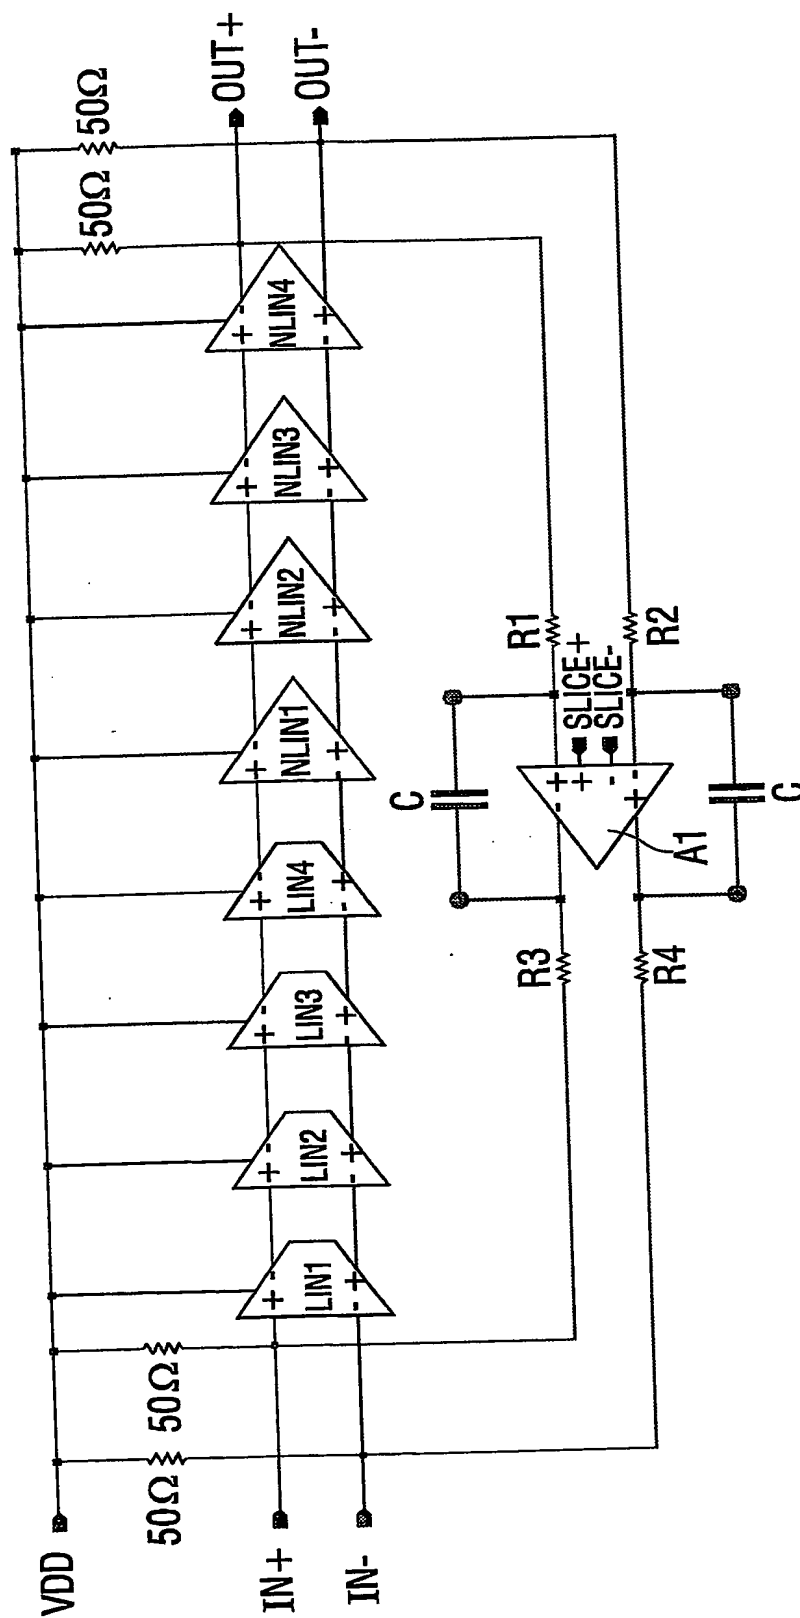 VDD
50Ω
50Ω
50Ω
50Ω
IN+
IN-
+ -
- +
LIN1
+ -
- +
LIN2
+ -
- +
LIN3
+ -
- +
LIN4
+ -
- +
NLIN1
+ -
- +
NLIN2
+ -
- +
NLIN3
+ -
- +
NLIN4
OUT+
OUT-
R3
R4
C
C
- +
+
-
+ -
A1
SLICE+
SLICE-
R1
R2